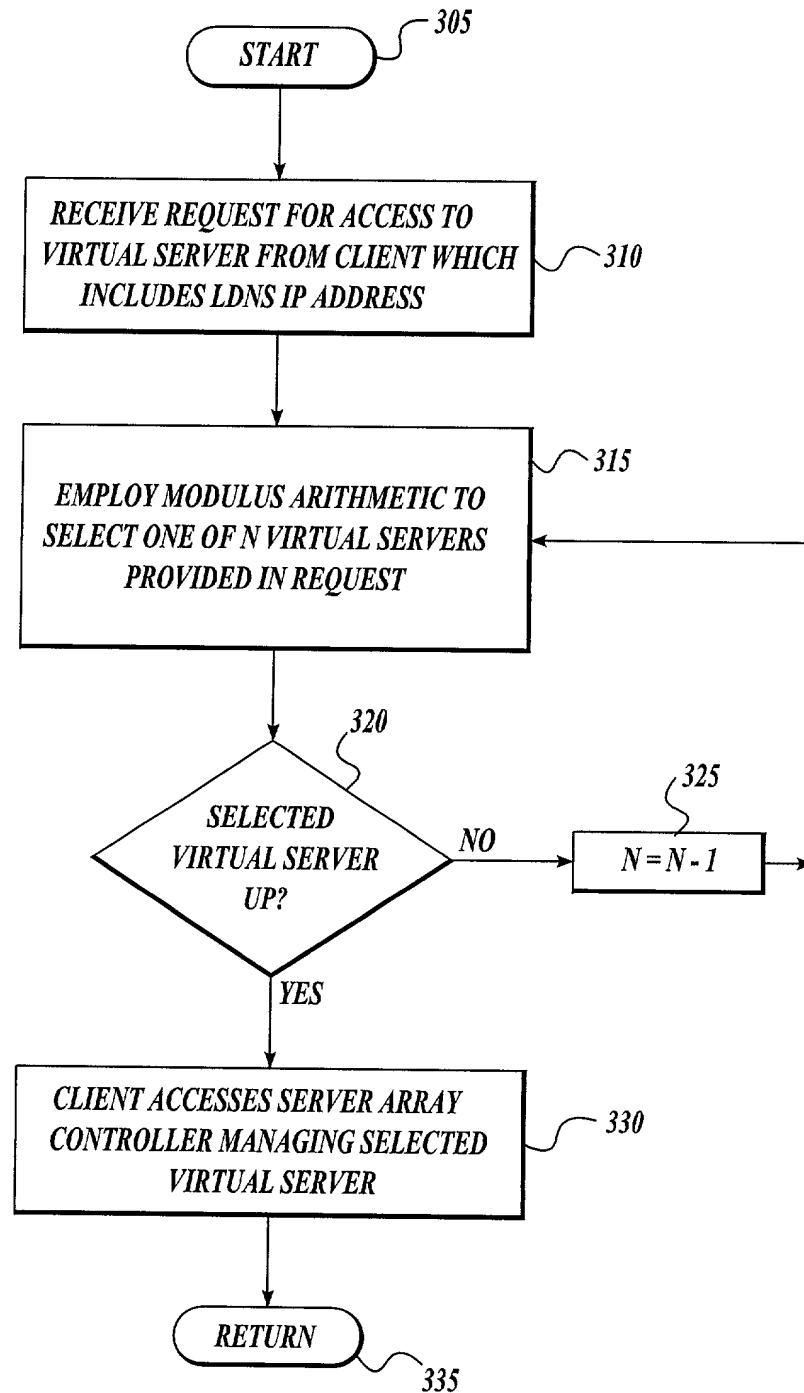 START
305
RECEIVE REQUEST FOR ACCESS TO
VIRTUAL SERVER FROM CLIENT WHICH
INCLUDES LDNS IP ADDRESS
310
315
EMPLOY MODULUS ARITHMETIC TO
SELECT ONE OF N VIRTUAL SERVERS
PROVIDED IN REQUEST
320
SELECTED
VIRTUAL SERVER
UP?
NO
325
N = N - 1
YES
CLIENT ACCESSES SERVER ARRAY
CONTROLLER MANAGING SELECTED
VIRTUAL SERVER
330
RETURN
335